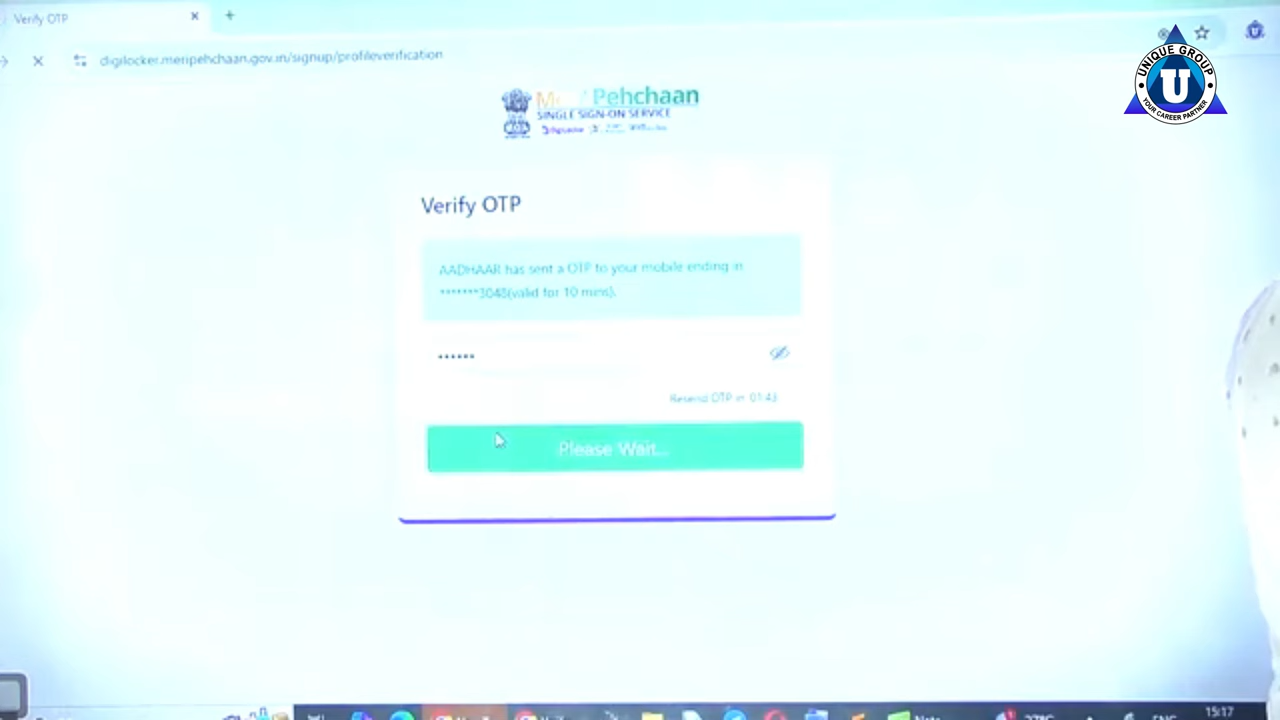 Verify OTP
digilocker.meripehchaan.gov.in/signup/profileverification
UNIQUE GROUP
U
YOUR CAREER PARTNER
Pehchaan
SINGLE SIGN-ON SERVICE
Verify OTP
AADHAAR has sent a OTP to your mobile ending in
*******3048(valid for 10 mins).
Resend OTP in 01:43
Please Wait...
15:17